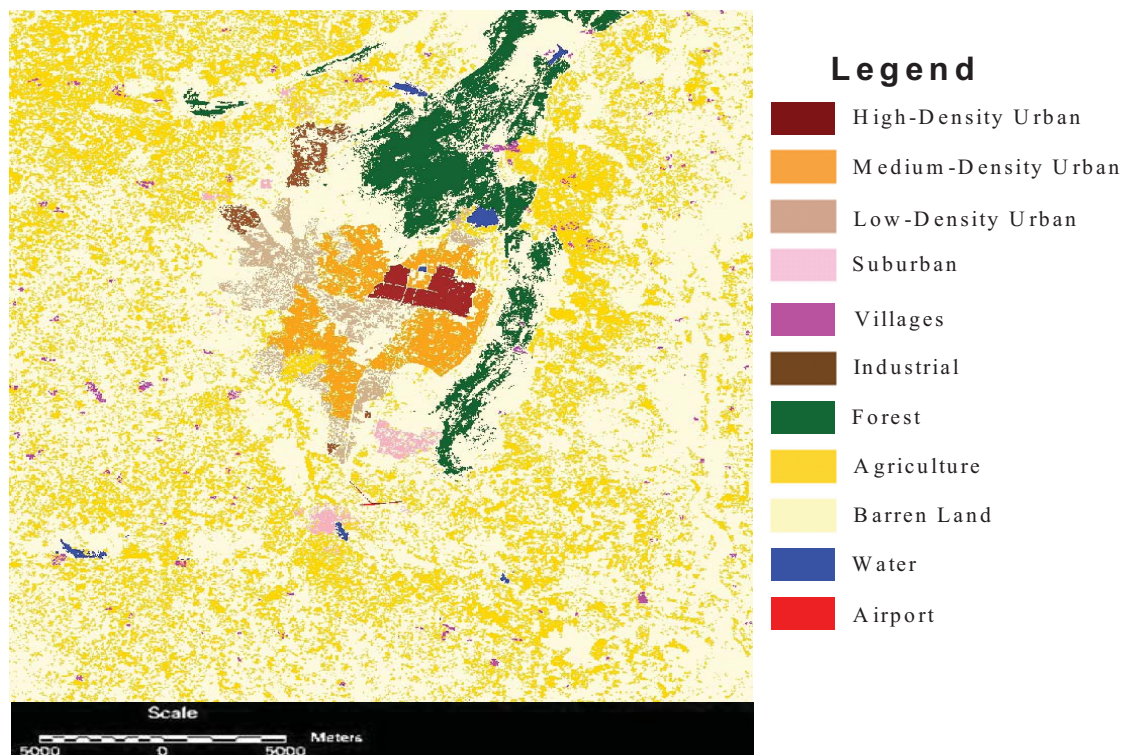 Legend
High-Density Urban
Medium-Density Urban
Low-Density Urban
Suburban
Villages
Industrial
Forest
Agriculture
Barren Land
Water
Airport
Scale
Meters
5000 0 5000